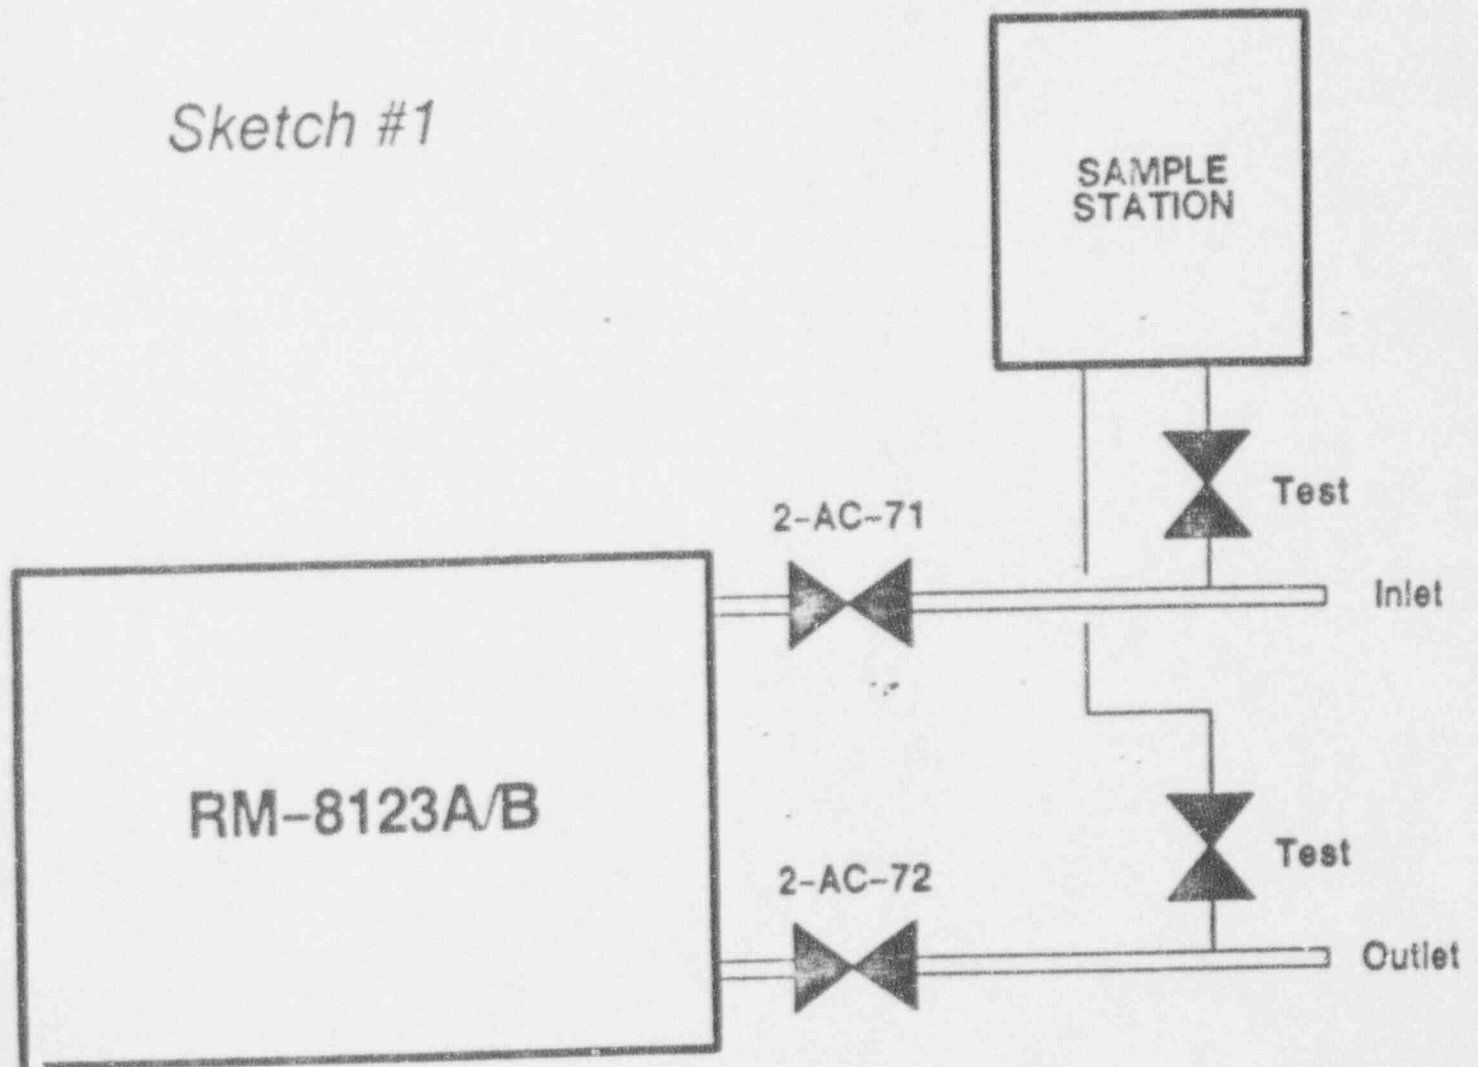 Sketch #1
SAMPLE
STATION
Test
2-AC-71
Inlet
RM-8123A/B
Test
2-AC-72
Outlet